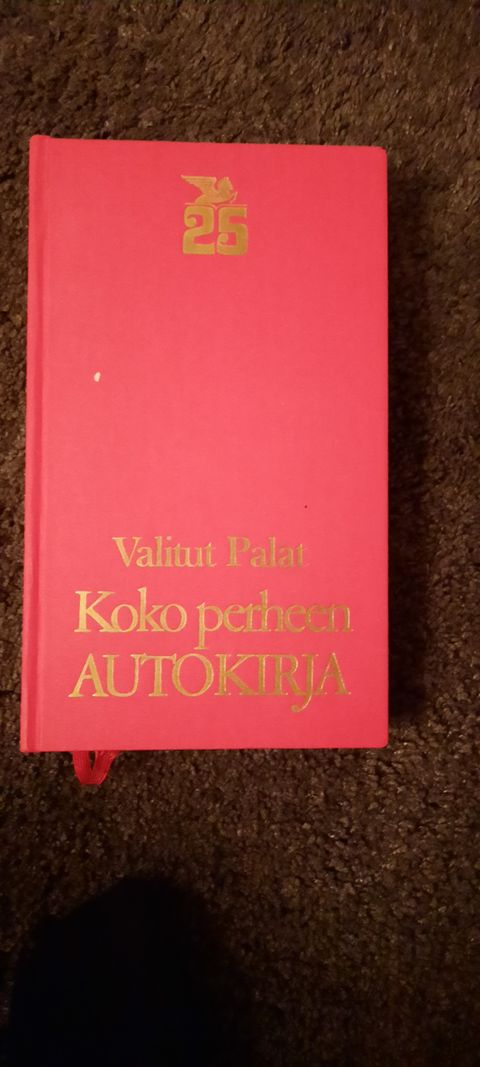 25
Valitut Palat
Koko perheen
AUTOKIRJA